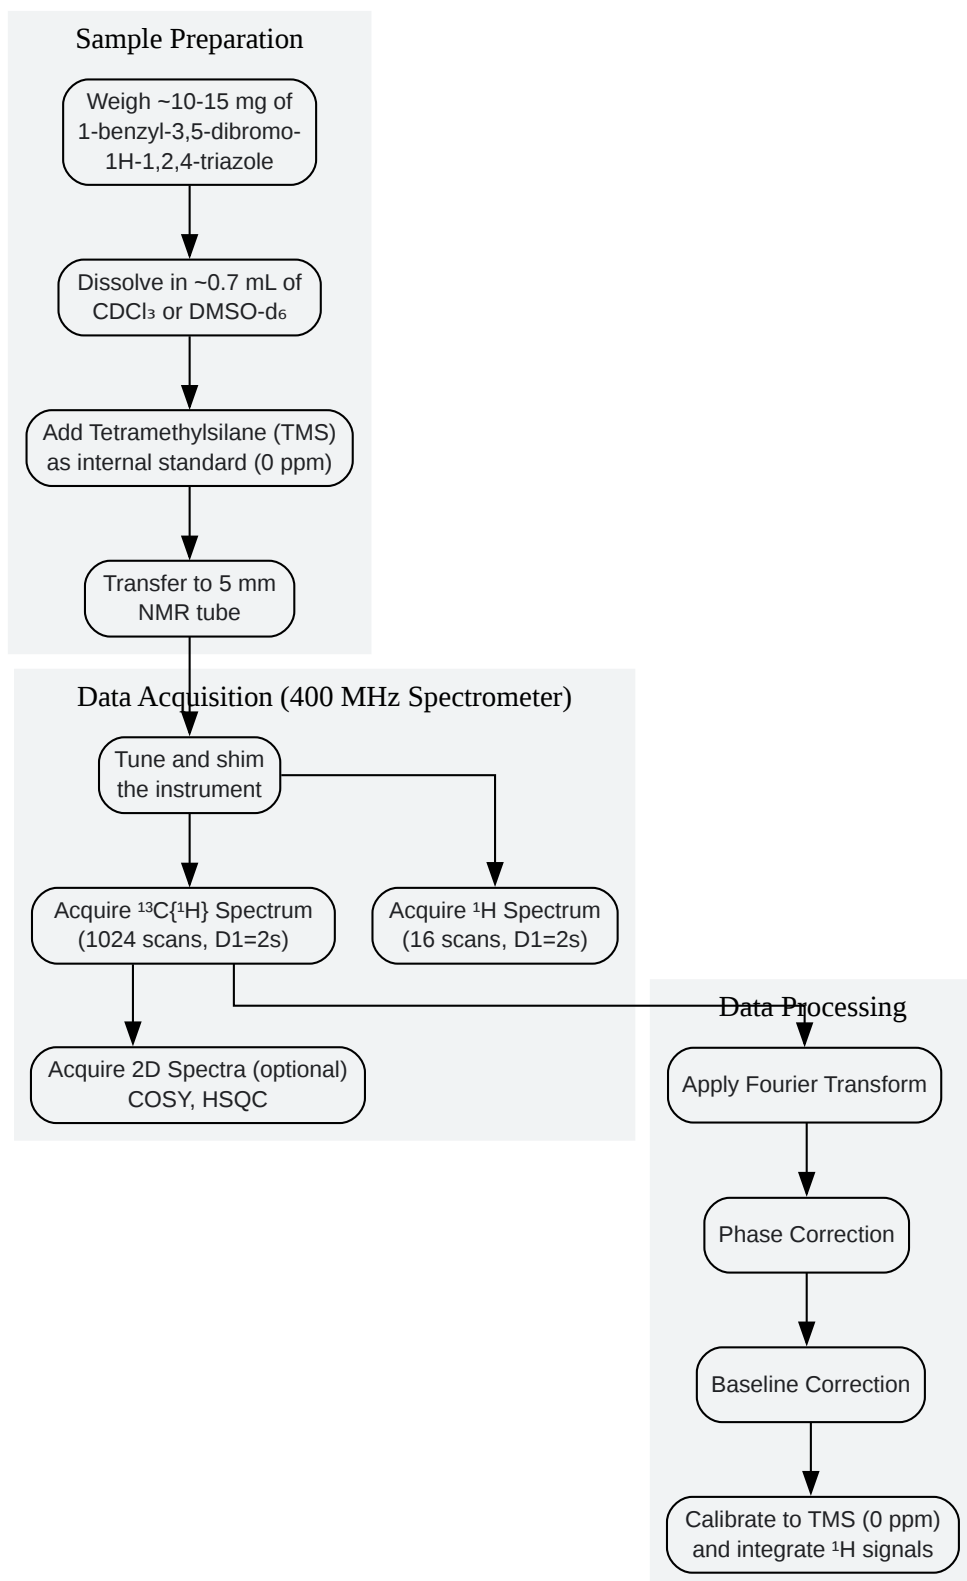 Sample Preparation
Weigh ~10-15 mg of
1-benzyl-3,5-dibromo-
1H-1,2,4-triazole
Dissolve in ~0.7 mL of
CDCl₃ or DMSO-d₆
Add Tetramethylsilane (TMS)
as internal standard (0 ppm)
Transfer to 5 mm
NMR tube
Data Acquisition (400 MHz Spectrometer)
Tune and shim
the instrument
Acquire ¹³C{¹H} Spectrum
(1024 scans, D1=2s)
Acquire ¹H Spectrum
(16 scans, D1=2s)
Acquire 2D Spectra (optional)
COSY, HSQC
Data Processing
Apply Fourier Transform
Phase Correction
Baseline Correction
Calibrate to TMS (0 ppm)
and integrate ¹H signals